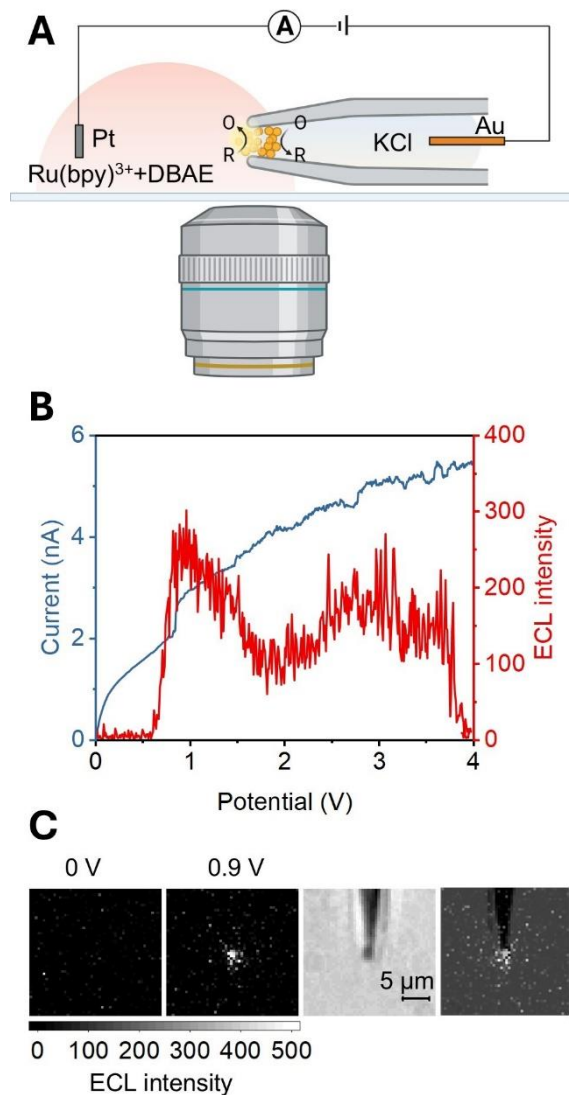 A
A
O
O
Pt
R
R
KCl
Au
Ru(bpy)³⁺+DBAE
B
6
400
300
4
200
2
100
0
0
Current (nA)
ECL intensity
0
1
2
3
4
Potential (V)
C
0 V
0.9 V
5 µm
0 100 200 300 400 500
ECL intensity